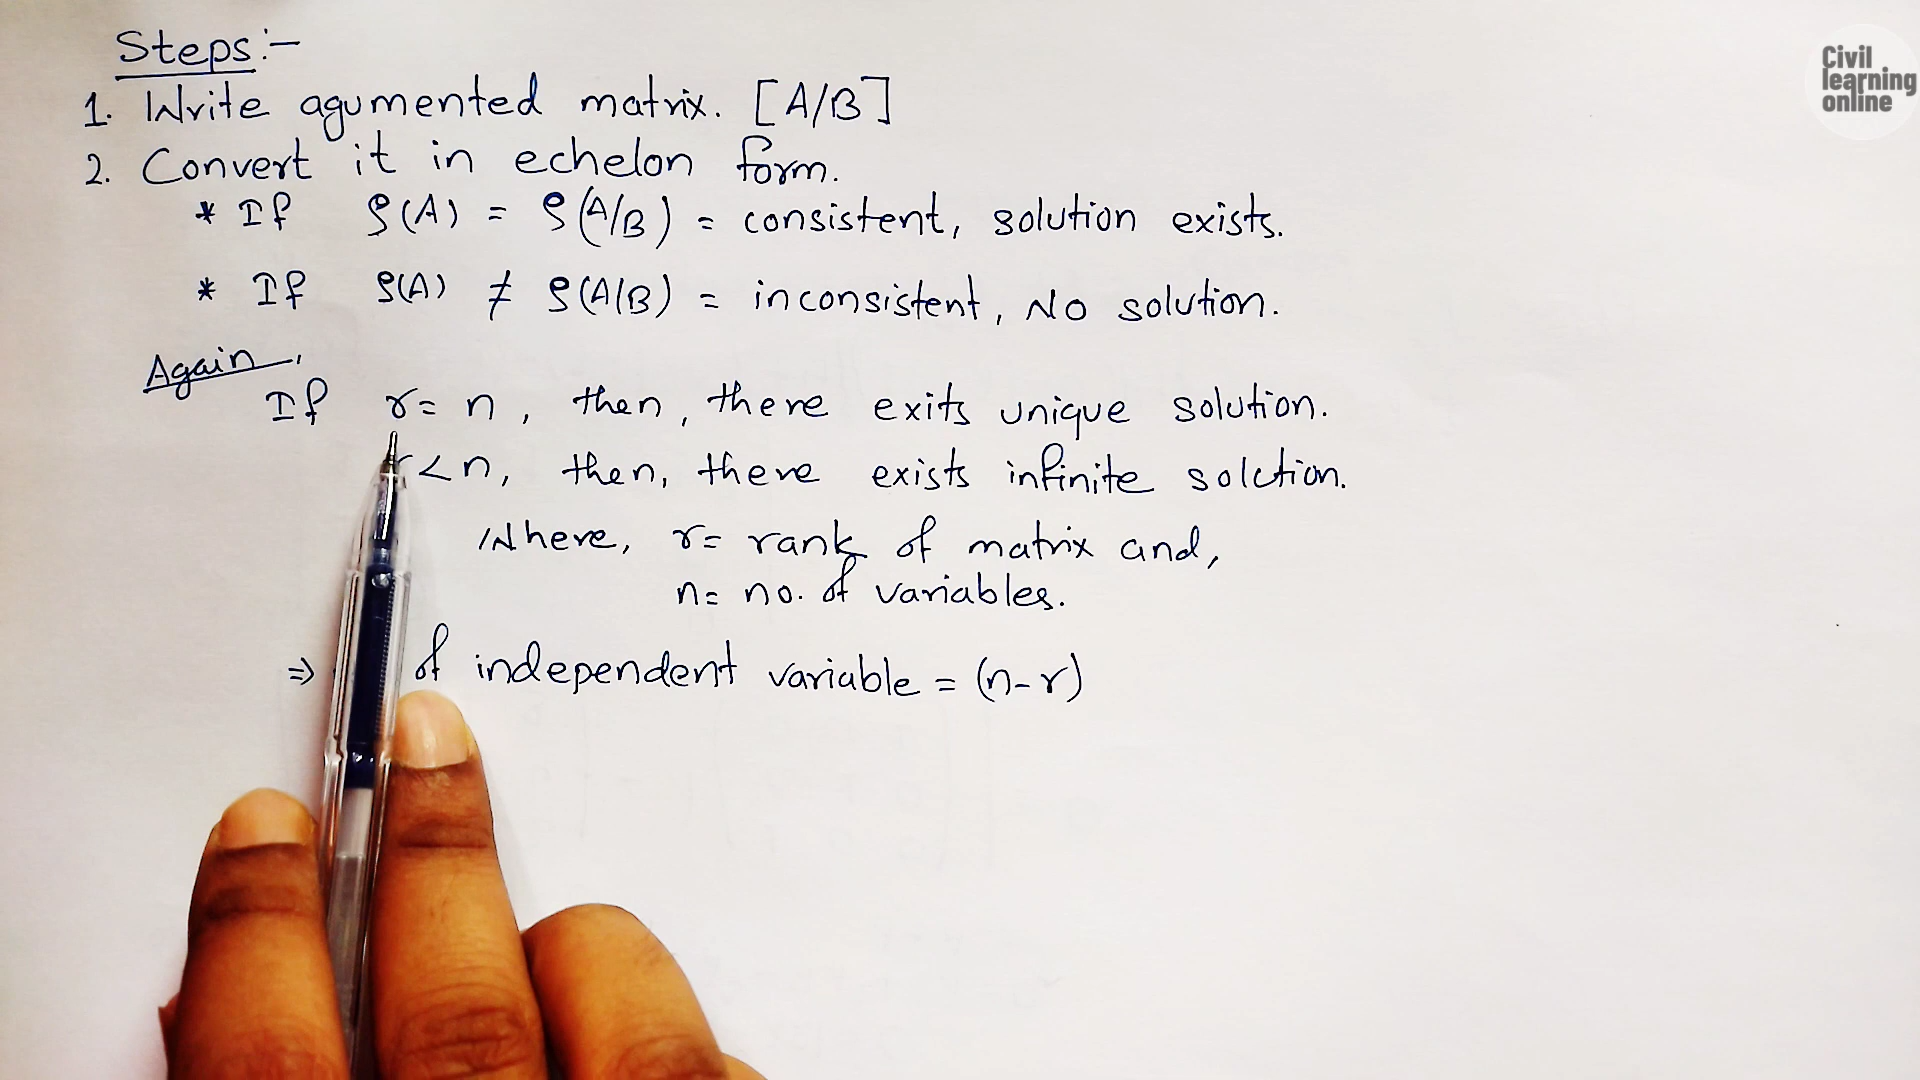 Steps:-
1. Write agumented matrix. [A/B]
2. Convert it in echelon form.
* If ρ(A) = ρ(A/B) = consistent, solution exists.
* If ρ(A) ≠ ρ(A/B) = inconsistent, No solution.
Again,
If r= n, then, there exits unique solution.
r<n, then, there exists infinite solction.
Where, r= rank of matrix and,
n= no. of variables.
⇒ of independent variable = (n-r)
Civil
learning
online